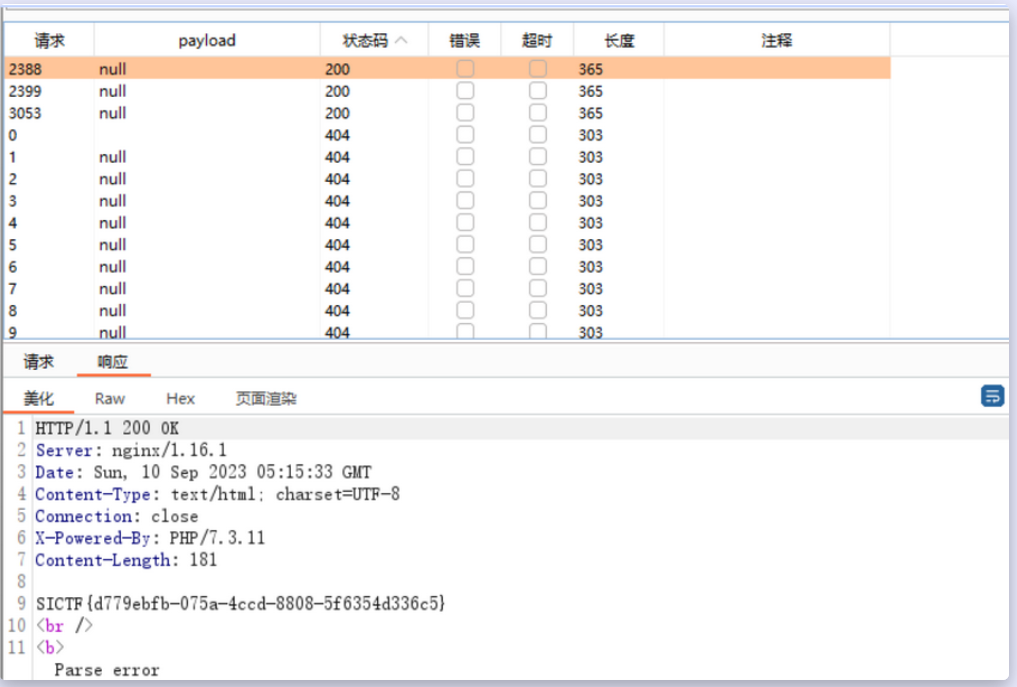 请求 payload 状态码 错误 超时 长度 注释
2388 null 200 365
2399 null 200 365
3053 null 200 365
0 404 303
1 null 404 303
2 null 404 303
3 null 404 303
4 null 404 303
5 null 404 303
6 null 404 303
7 null 404 303
8 null 404 303
9 null 404 303
请求 响应
美化 Raw Hex 页面渲染
1 HTTP/1.1 200 OK
2 Server: nginx/1.16.1
3 Date: Sun, 10 Sep 2023 05:15:33 GMT
4 Content-Type: text/html; charset=UTF-8
5 Connection: close
6 X-Powered-By: PHP/7.3.11
7 Content-Length: 181
8
9 SICTF{d779ebfb-075a-4ccd-8808-5f6354d336c5}
10 <br />
11 <b>
Parse error